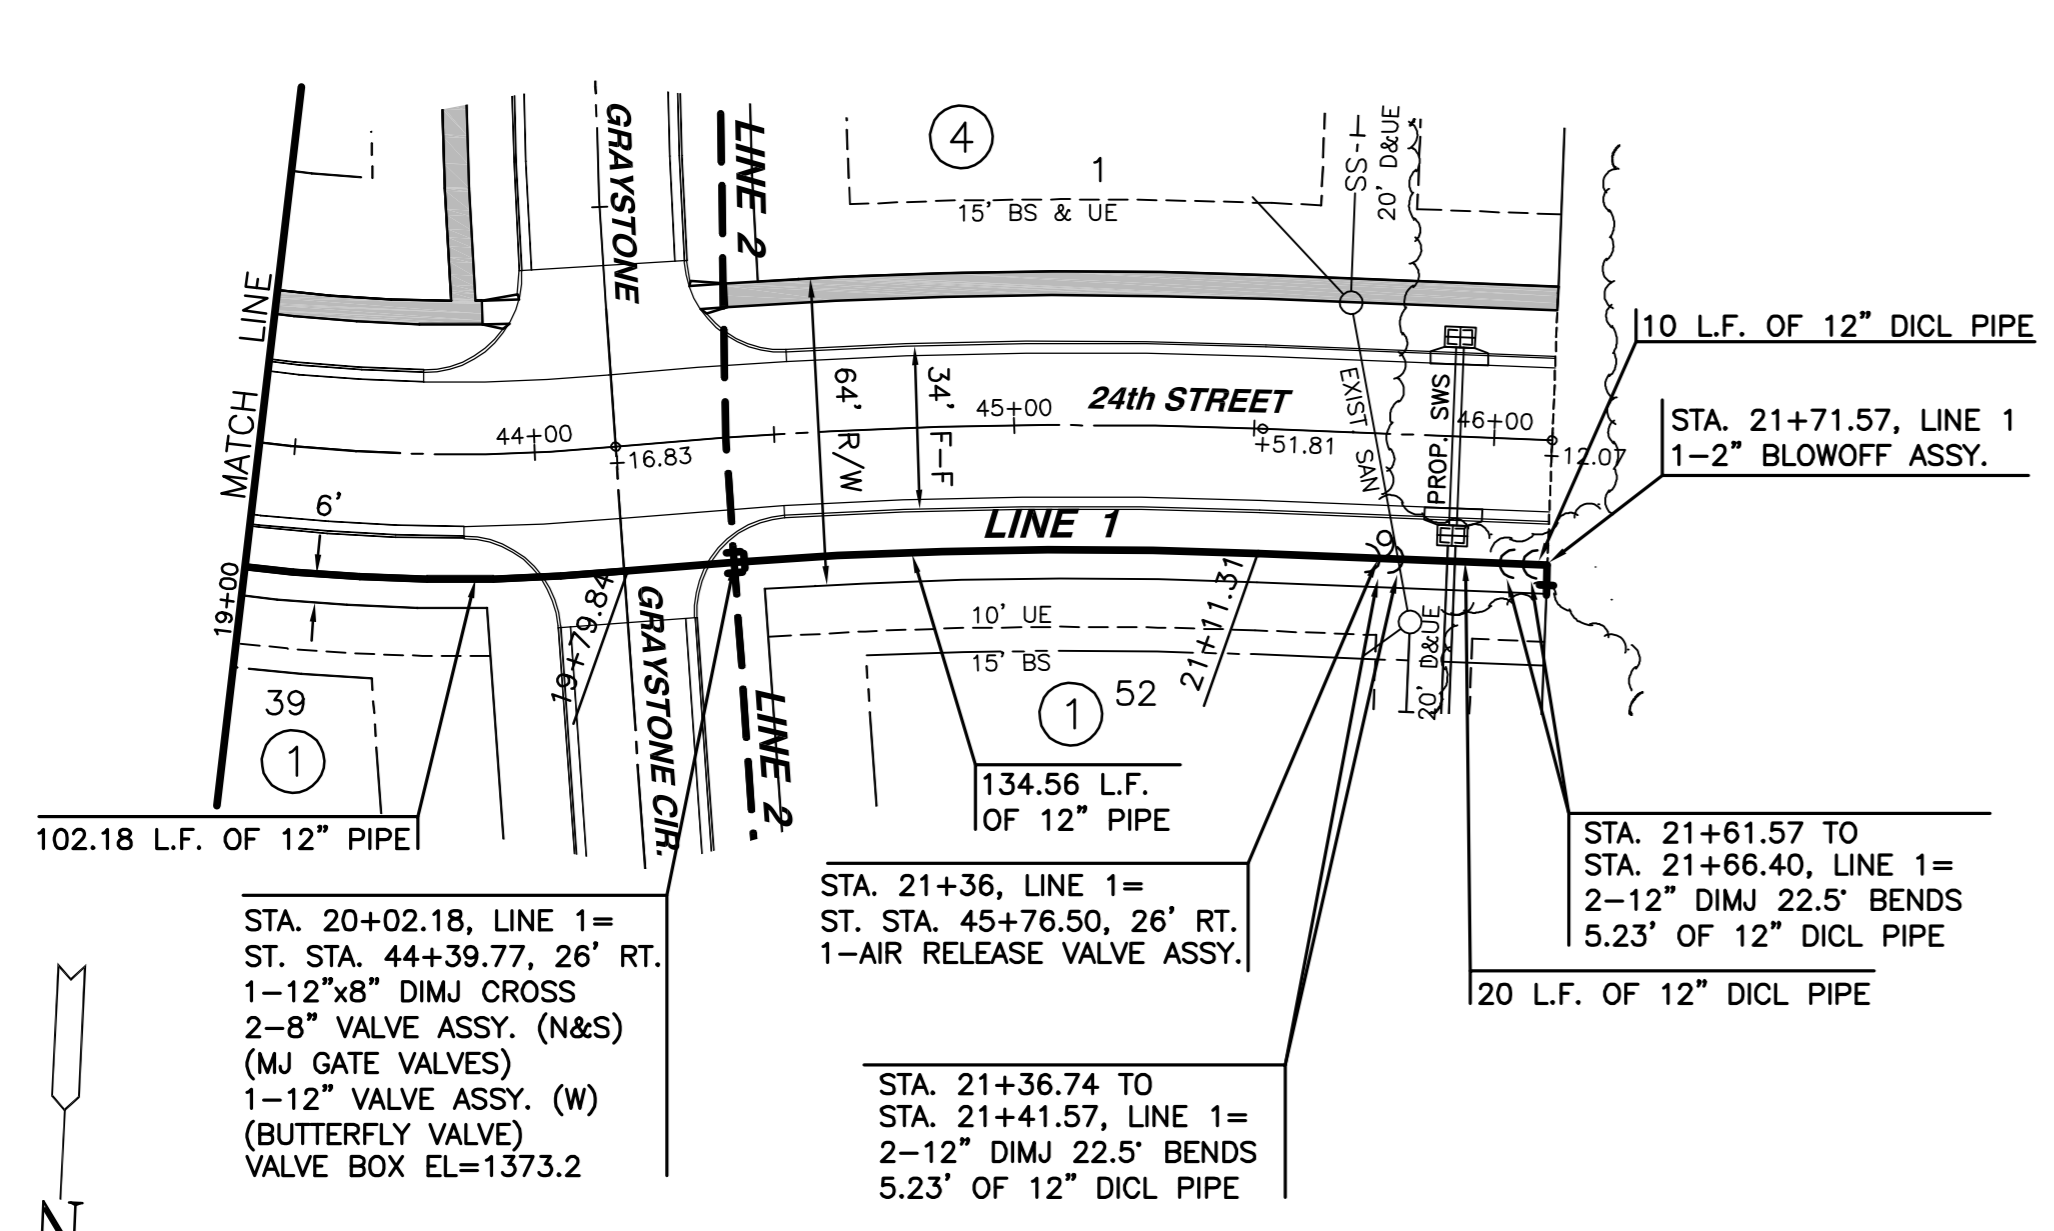 GRAYSTONE
LINE 2
4
1
15' BS & UE
SS-1
20' D&UE
MATCH LINE
19+00
6'
44+00
+16.83
64' R/W
34' F-F
45+00
24th STREET
+51.81
EXIST. SAN
PROP. SWS
46+00
+12.07
10 L.F. OF 12" DICL PIPE
STA. 21+71.57, LINE 1
1-2" BLOWOFF ASSY.
LINE 1
19+79.84
GRAYSTONE CIR.
LINE 2
10' UE
15' BS
21+11.31
20' D&UE
39
1
1
52
102.18 L.F. OF 12" PIPE
134.56 L.F.
OF 12" PIPE
STA. 20+02.18, LINE 1=
ST. STA. 44+39.77, 26' RT.
1-12"x8" DIMJ CROSS
2-8" VALVE ASSY. (N&S)
(MJ GATE VALVES)
1-12" VALVE ASSY. (W)
(BUTTERFLY VALVE)
VALVE BOX EL=1373.2
STA. 21+36, LINE 1=
ST. STA. 45+76.50, 26' RT.
1-AIR RELEASE VALVE ASSY.
STA. 21+36.74 TO
STA. 21+41.57, LINE 1=
2-12" DIMJ 22.5° BENDS
5.23' OF 12" DICL PIPE
STA. 21+61.57 TO
STA. 21+66.40, LINE 1=
2-12" DIMJ 22.5° BENDS
5.23' OF 12" DICL PIPE
20 L.F. OF 12" DICL PIPE
N